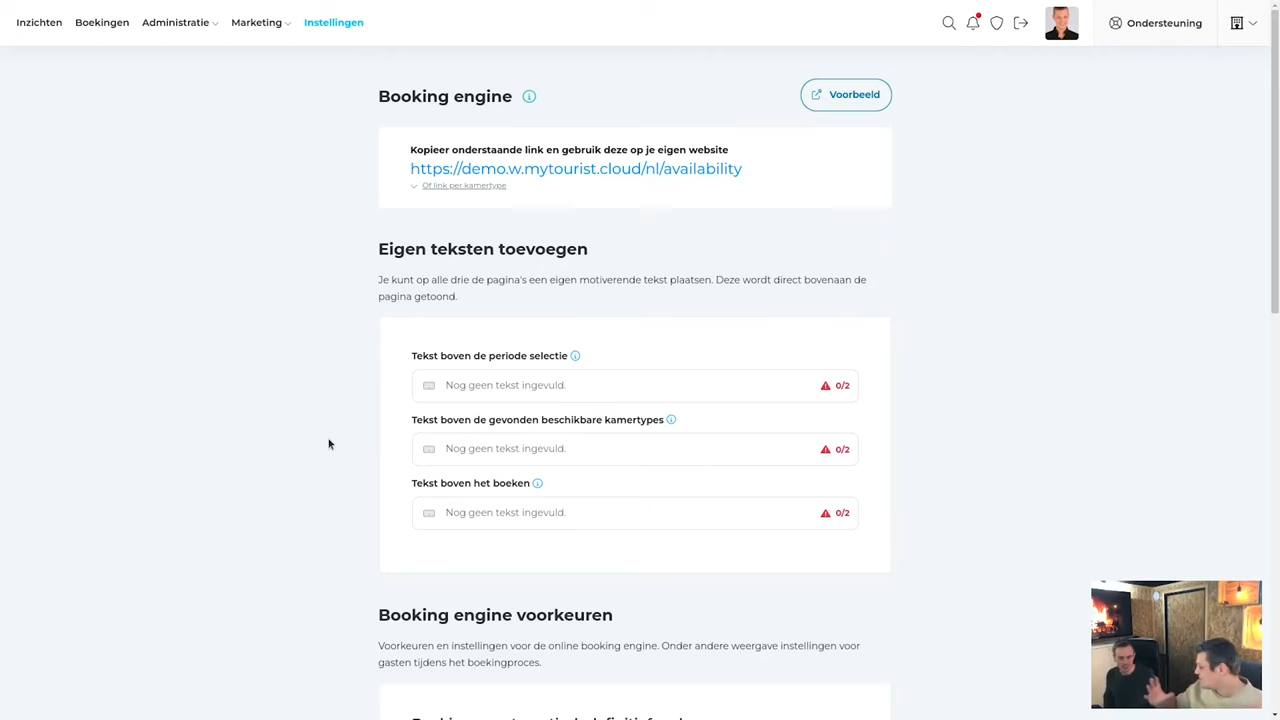 Inzichten Boekingen Administratie Marketing Instellingen Ondersteuning
Booking engine Voorbeeld
Kopieer onderstaande link en gebruik deze op je eigen website
https://demo.w.mytourist.cloud/nl/availability
Of link per kamertype
Eigen teksten toevoegen
Je kunt op alle drie de pagina's een eigen motiverende tekst plaatsen. Deze wordt direct bovenaan de
pagina getoond.
Tekst boven de periode selectie
Nog geen tekst ingevuld. 0/2
Tekst boven de gevonden beschikbare kamertypes
Nog geen tekst ingevuld. 0/2
Tekst boven het boeken
Nog geen tekst ingevuld. 0/2
Booking engine voorkeuren
Voorkeuren en instellingen voor de online booking engine. Onder andere weergave instellingen voor
gasten tijdens het boekingproces.